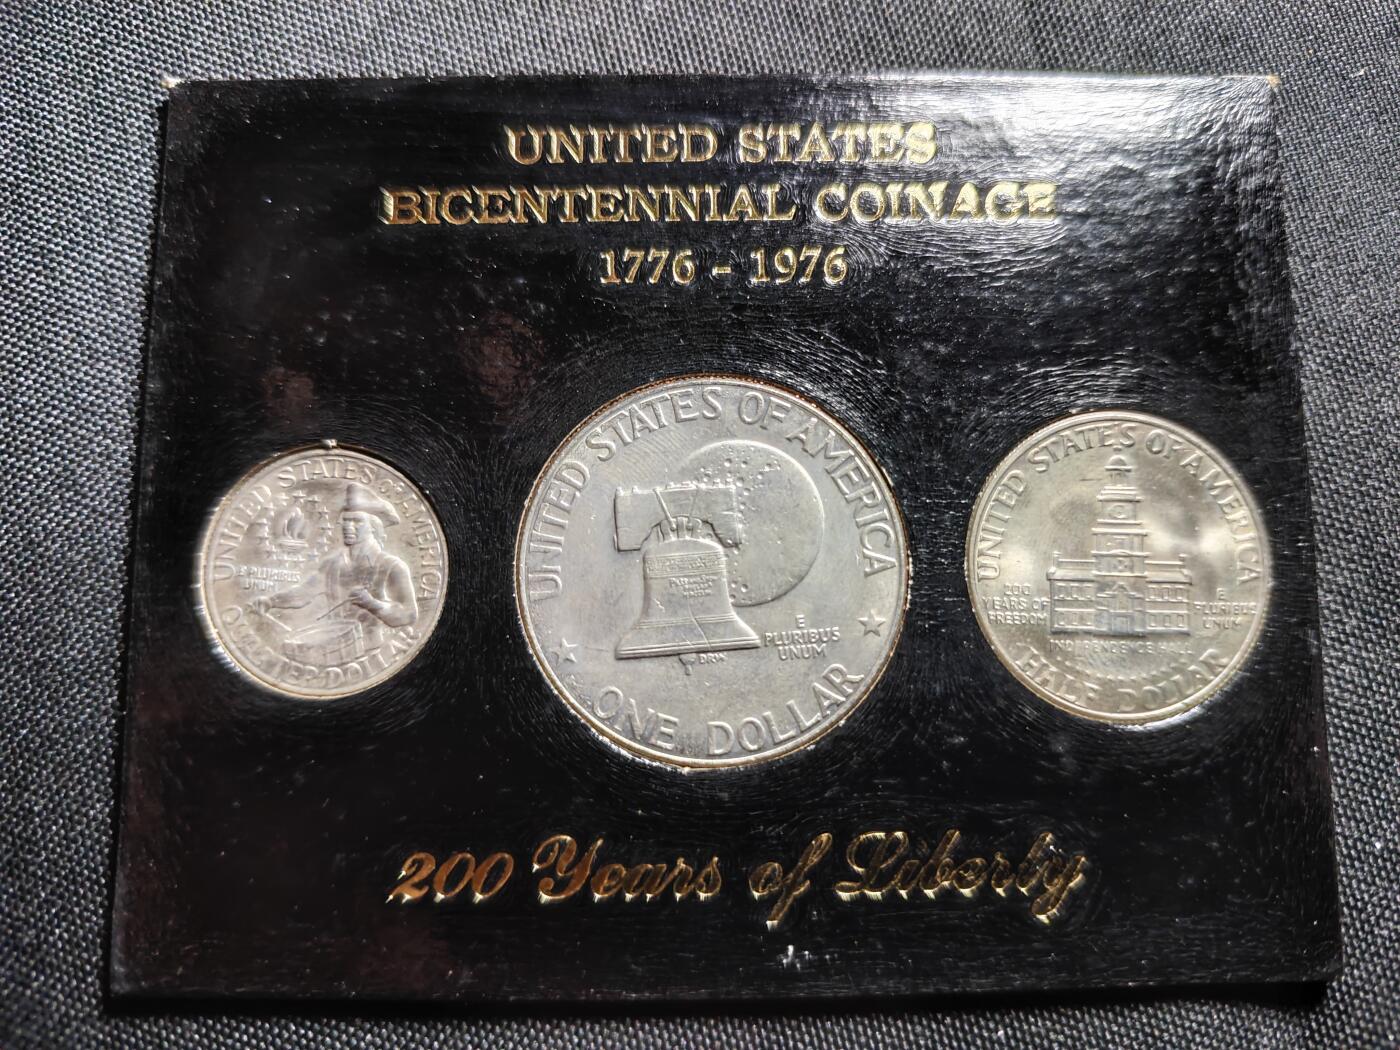 UNITED STATES
BICENTENNIAL COINAGE
1776 - 1976
UNITED STATES OF AMERICA
E PLURIBUS
UNUM
QUARTER DOLLAR
UNITED STATES OF AMERICA
E
PLURIBUS
UNUM
ONE DOLLAR
UNITED STATES OF AMERICA
200
YEARS OF
FREEDOM
E
PLURIBUS
UNUM
INDEPENDENCE HALL
HALF DOLLAR
200 Years of Liberty